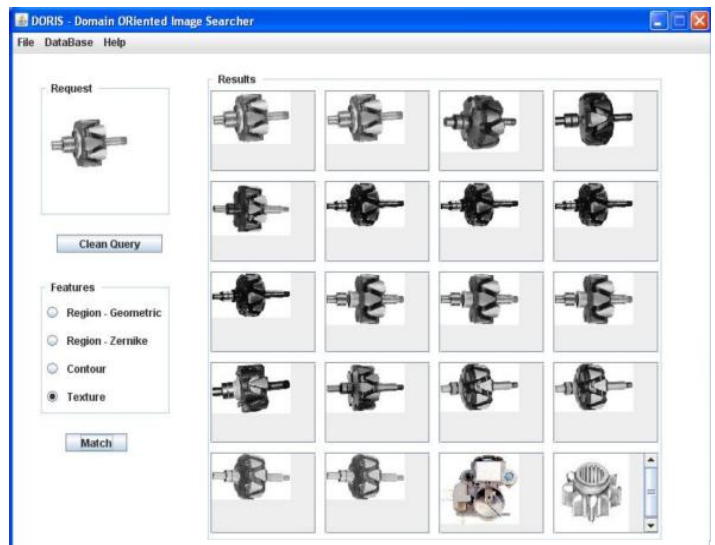 DORIS - Domain ORiented Image Searcher
File DataBase Help
Request
Results
Clean Query
Features
Region - Geometric
Region - Zernike
Contour
Texture
Match